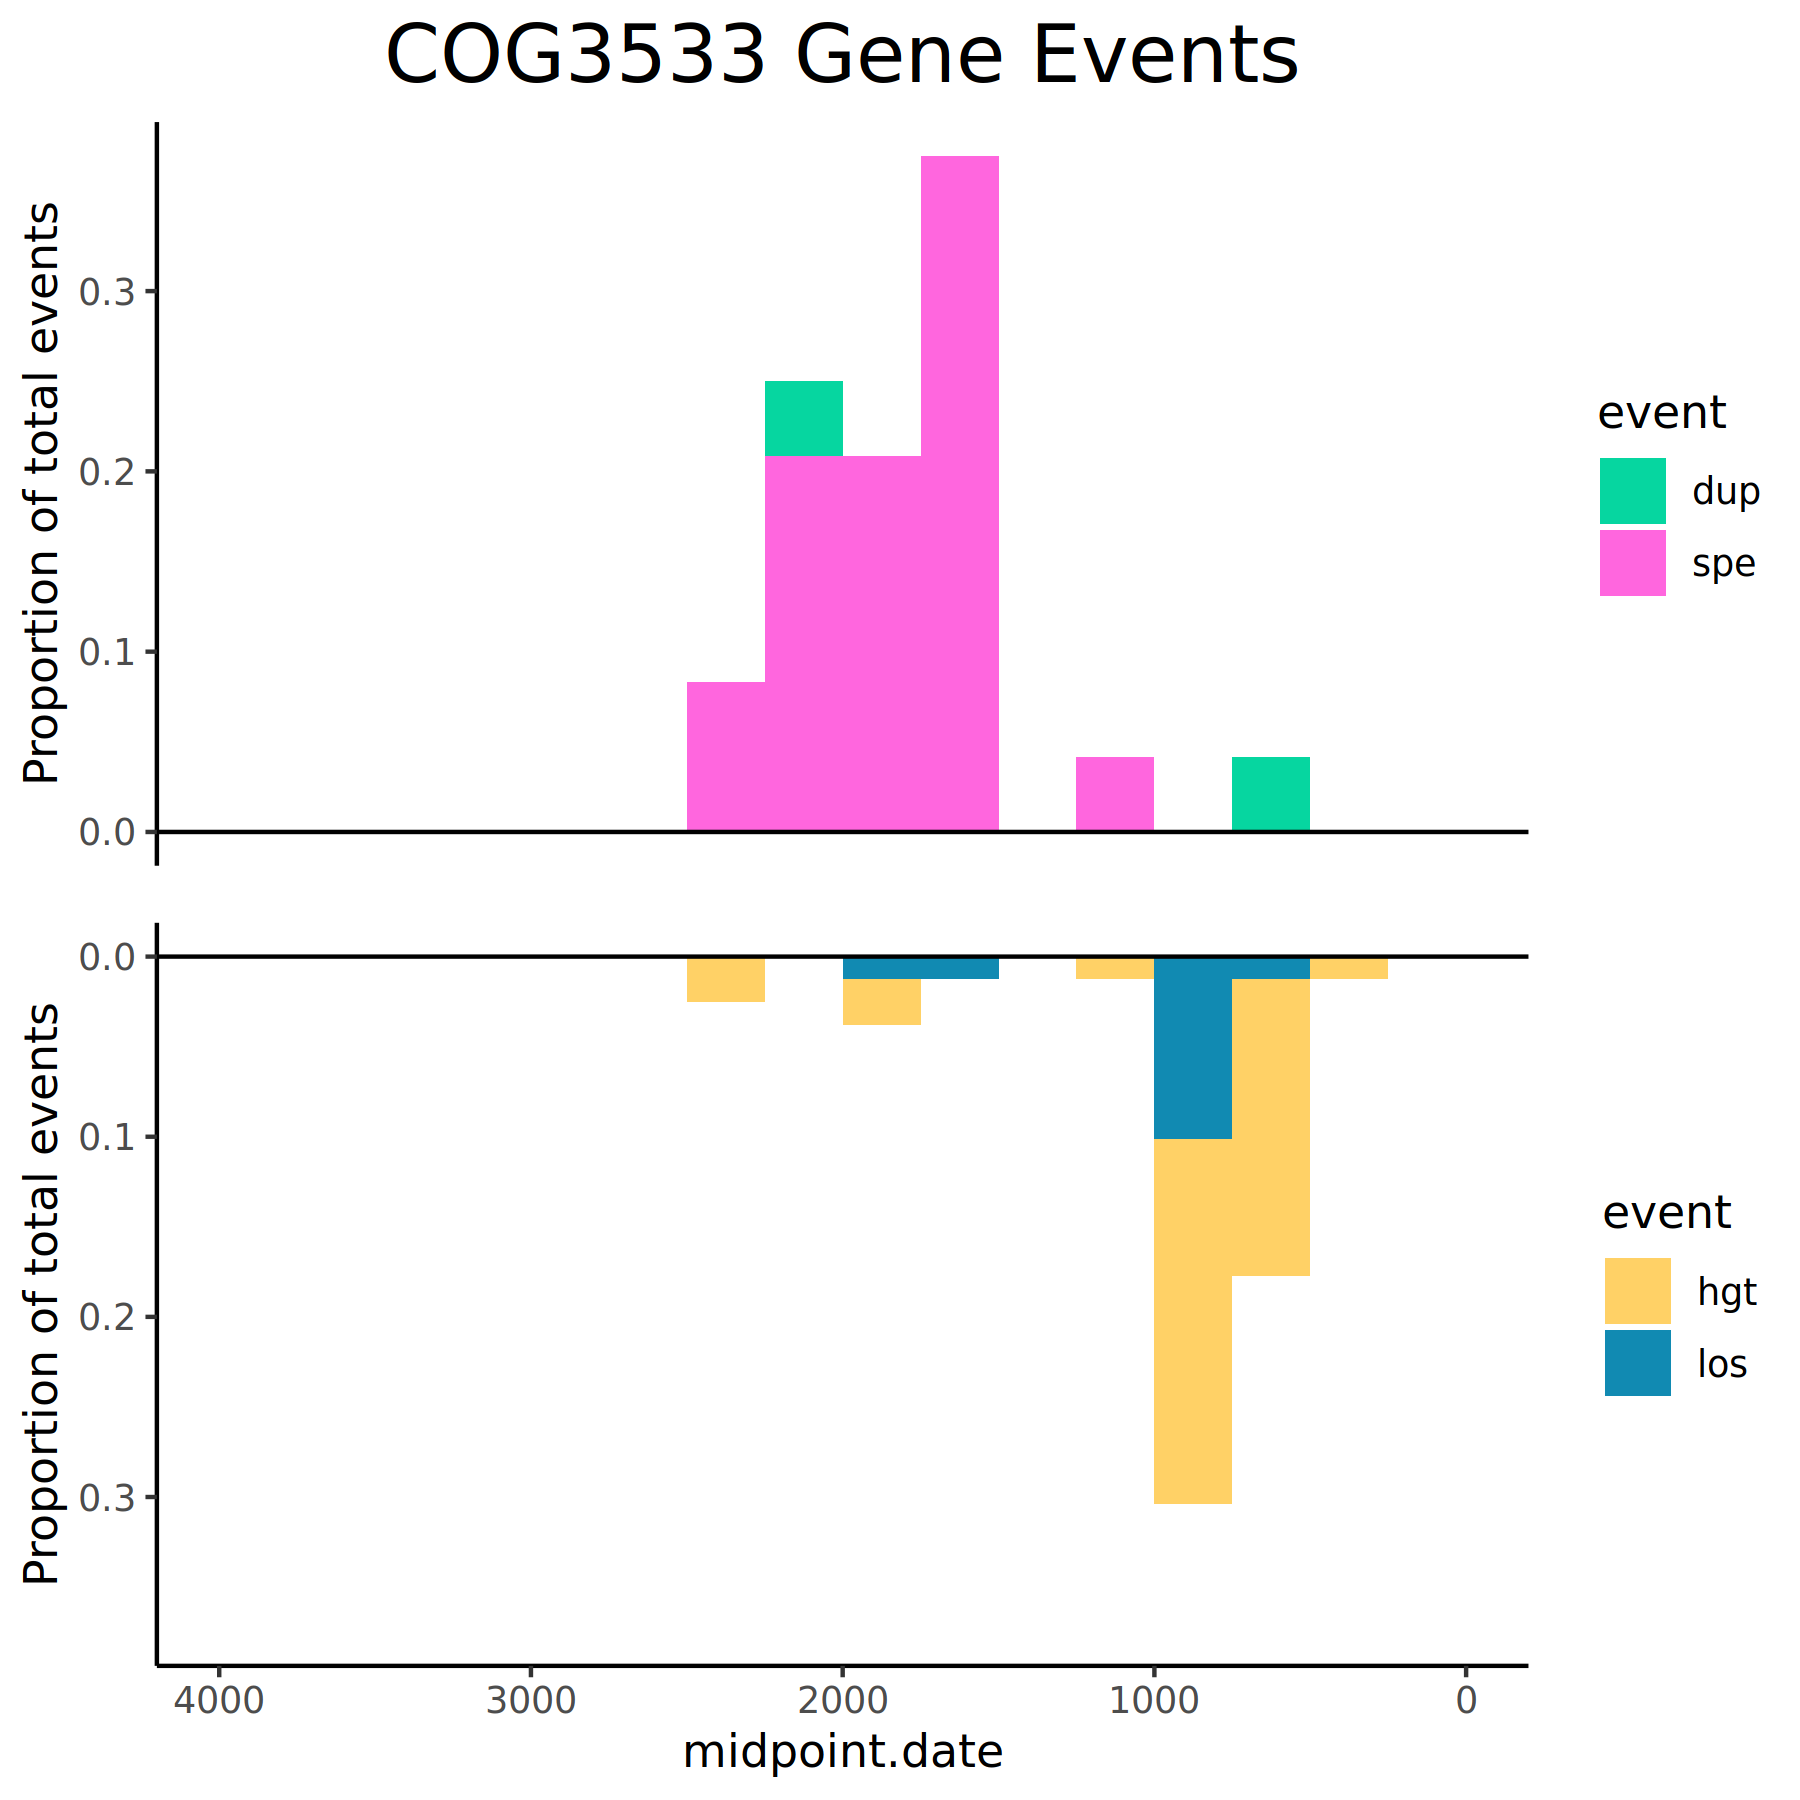 COG3533 Gene Events
Proportion of total events
0.3
0.2
0.1
0.0
event
dup
spe
Proportion of total events
0.0
0.1
0.2
0.3
event
hgt
los
4000 3000 2000 1000 0
midpoint.date